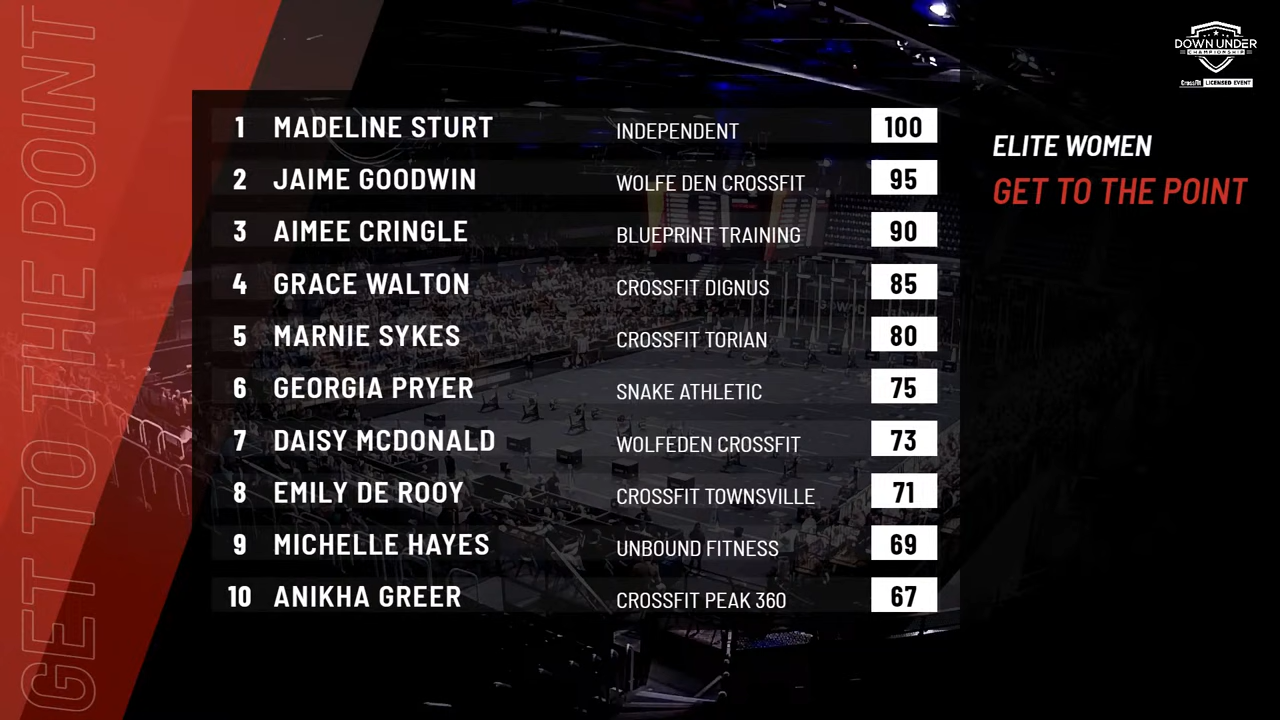 GET TO THE POINT
1 MADELINE STURT INDEPENDENT 100
2 JAIME GOODWIN WOLFE DEN CROSSFIT 95
3 AIMEE CRINGLE BLUEPRINT TRAINING 90
4 GRACE WALTON CROSSFIT DIGNUS 85
5 MARNIE SYKES CROSSFIT TORIAN 80
6 GEORGIA PRYER SNAKE ATHLETIC 75
7 DAISY MCDONALD WOLFEDEN CROSSFIT 73
8 EMILY DE ROOY CROSSFIT TOWNSVILLE 71
9 MICHELLE HAYES UNBOUND FITNESS 69
10 ANIKHA GREER CROSSFIT PEAK 360 67
DOWN UNDER
CHAMPIONSHIP
CrossFit LICENSED EVENT
ELITE WOMEN
GET TO THE POINT